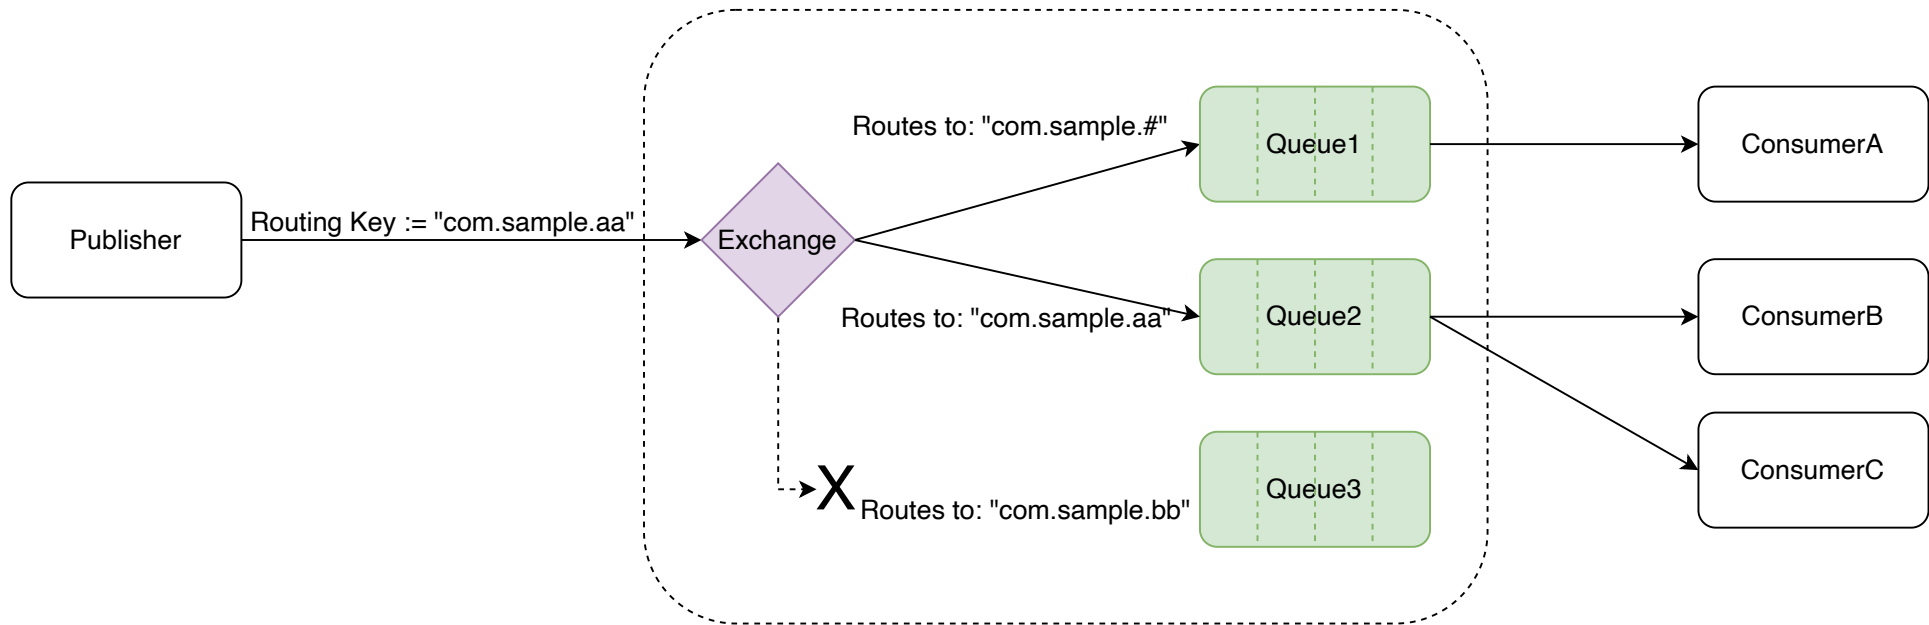 Publisher
Routing Key := "com.sample.aa"
Exchange
Routes to: "com.sample.#"
Queue1
ConsumerA
Routes to: "com.sample.aa"
Queue2
ConsumerB
X
Routes to: "com.sample.bb"
Queue3
ConsumerC